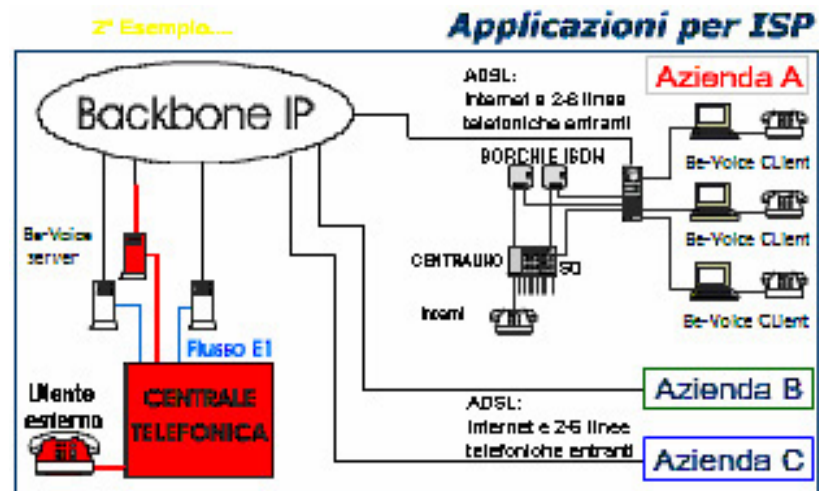 2° Esempio....
Applicazioni per ISP
Backbone IP
ADSL:
Internet e 2-6 linee
telefoniche entranti
Azienda A
BORCHIE ISDN
Be-Voice CLient
Be-Voice CLient
Be-Voice CLient
Be-Voice
server
CENTRALINO
S0
Interni
Flusso E1
Utente
esterno
CENTRALE
TELEFONICA
ADSL:
Internet e 2-6 linee
telefoniche entranti
Azienda B
Azienda C